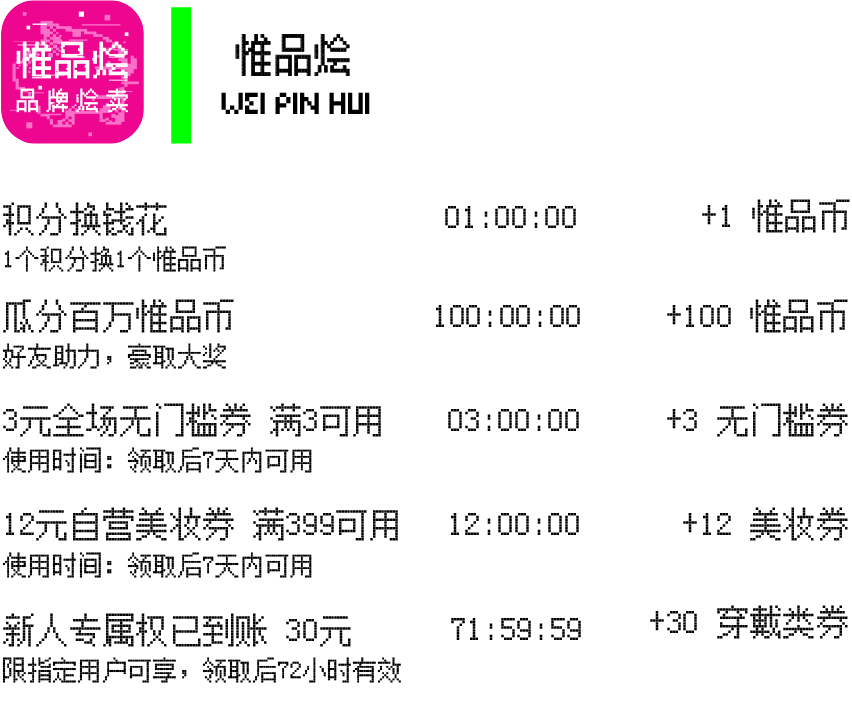 惟品烩
品牌烩卖
惟品烩
WEI PIN HUI
积分换钱花 01:00:00 +1 惟品币
1个积分换1个惟品币
瓜分百万惟品币 100:00:00 +100 惟品币
好友助力，豪取大奖
3元全场无门槛券 满3可用 03:00:00 +3 无门槛券
使用时间：领取后7天内可用
12元自营美妆券 满399可用 12:00:00 +12 美妆券
使用时间：领取后7天内可用
新人专属权已到账 30元 71:59:59 +30 穿戴类券
限指定用户可享，领取后72小时有效